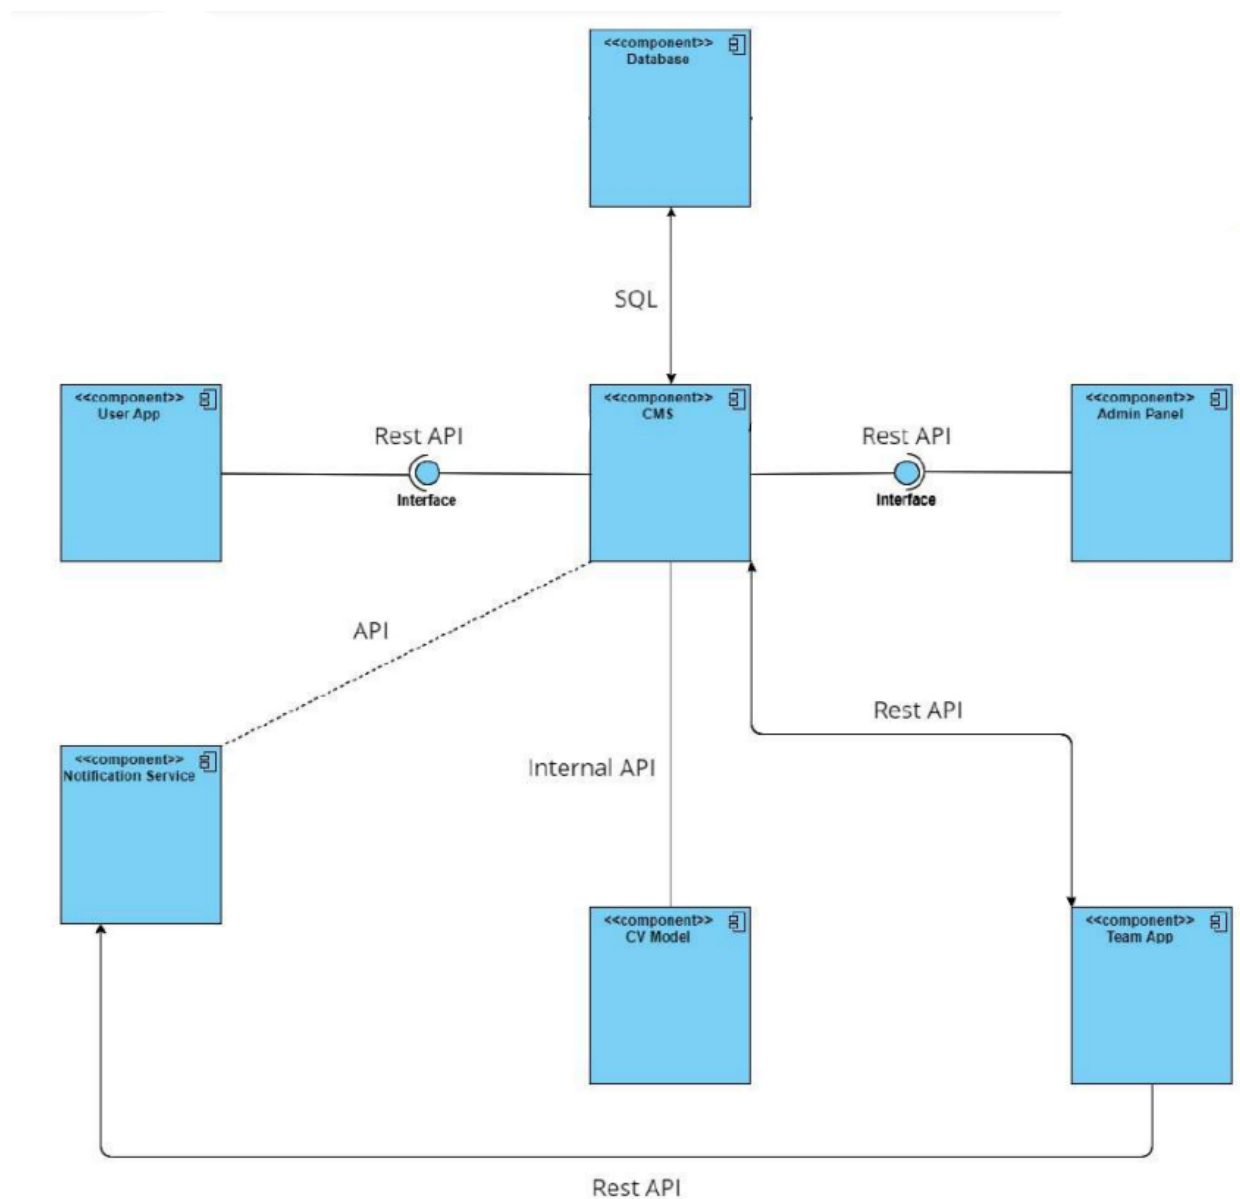 <<component>>
Database
SQL
<<component>>
User App
Rest API
Interface
<<component>>
CMS
Rest API
Interface
<<component>>
Admin Panel
API
Rest API
Internal API
<<component>>
Notification Service
<<component>>
CV Model
<<component>>
Team App
Rest API